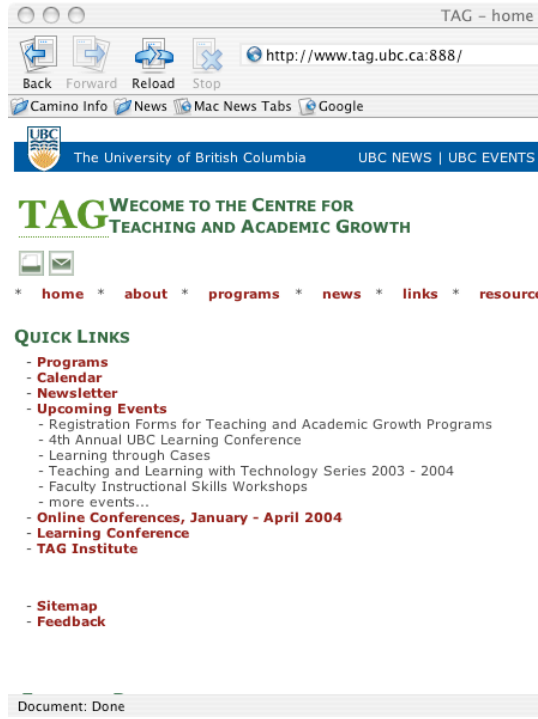 TAG – home
http://www.tag.ubc.ca:888/
Back Forward Reload Stop
Camino Info News Mac News Tabs Google
UBC
The University of British Columbia UBC NEWS | UBC EVENTS
TAG WECOME TO THE CENTRE FOR
TEACHING AND ACADEMIC GROWTH
* home * about * programs * news * links * resource
QUICK LINKS
- Programs
- Calendar
- Newsletter
- Upcoming Events
- Registration Forms for Teaching and Academic Growth Programs
- 4th Annual UBC Learning Conference
- Learning through Cases
- Teaching and Learning with Technology Series 2003 - 2004
- Faculty Instructional Skills Workshops
- more events...
- Online Conferences, January - April 2004
- Learning Conference
- TAG Institute
- Sitemap
- Feedback
Document: Done